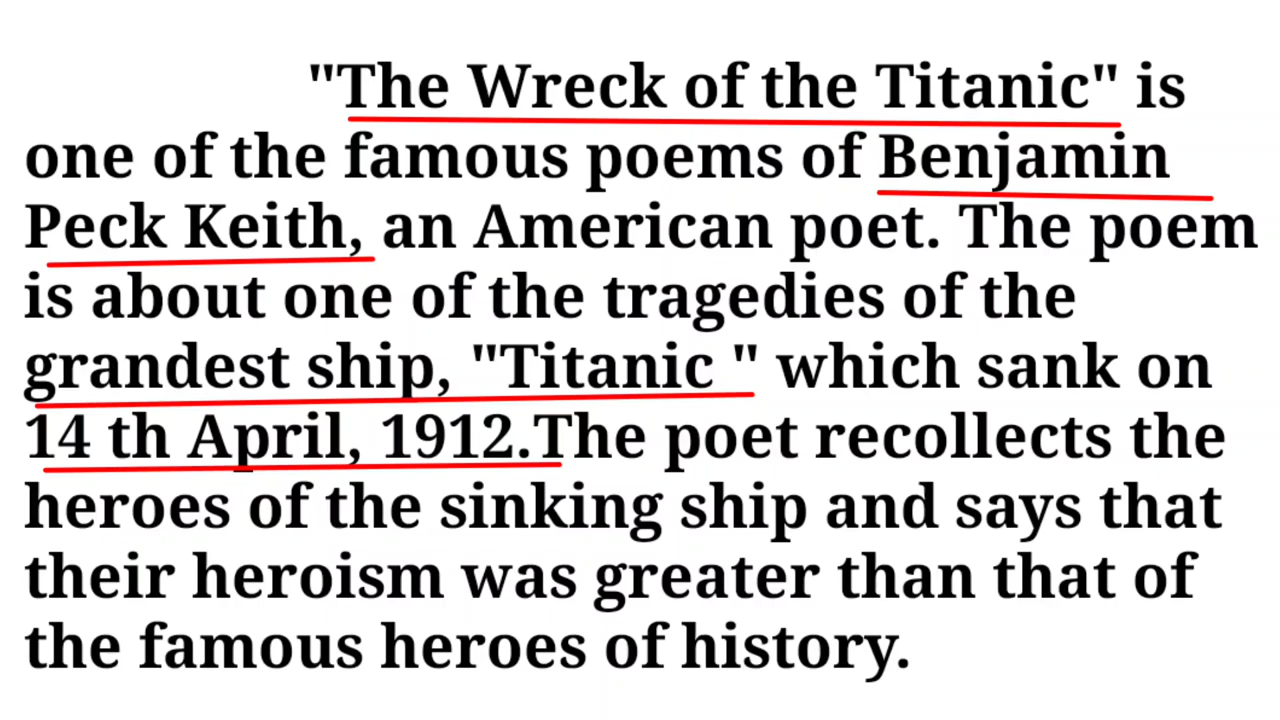 "The Wreck of the Titanic" is
one of the famous poems of Benjamin
Peck Keith, an American poet. The poem
is about one of the tragedies of the
grandest ship, "Titanic " which sank on
14 th April, 1912.The poet recollects the
heroes of the sinking ship and says that
their heroism was greater than that of
the famous heroes of history.